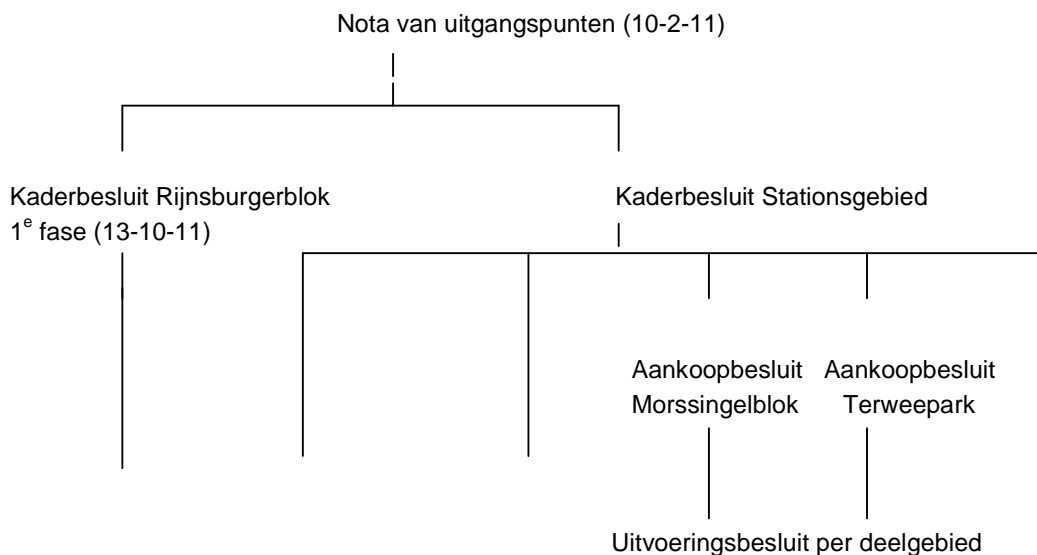 Nota van uitgangspunten (10-2-11)
Kaderbesluit Rijnsburgerblok
1e fase (13-10-11)
Kaderbesluit Stationsgebied
Aankoopbesluit
Morssingelblok
Aankoopbesluit
Terweepark
Uitvoeringsbesluit per deelgebied